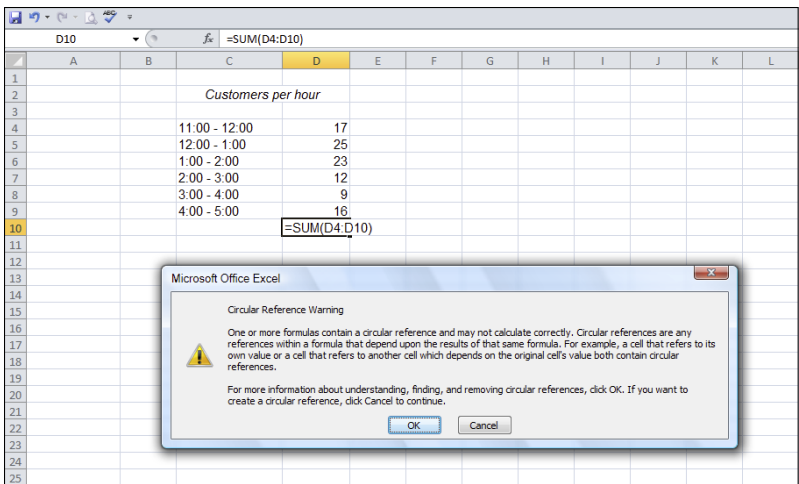 ABC
D10 fx =SUM(D4:D10)
A B C D E F G H I J K L
1
2 Customers per hour
3
4 11:00 - 12:00 17
5 12:00 - 1:00 25
6 1:00 - 2:00 23
7 2:00 - 3:00 12
8 3:00 - 4:00 9
9 4:00 - 5:00 16
10 =SUM(D4:D10)
11
12
13 Microsoft Office Excel
14
15 Circular Reference Warning
16 One or more formulas contain a circular reference and may not calculate correctly. Circular references are any
17 references within a formula that depend upon the results of that same formula. For example, a cell that refers to its
18 own value or a cell that refers to another cell which depends on the original cell's value both contain circular
references.
19
20 For more information about understanding, finding, and removing circular references, click OK. If you want to
21 create a circular reference, click Cancel to continue.
22 OK Cancel
23
24
25